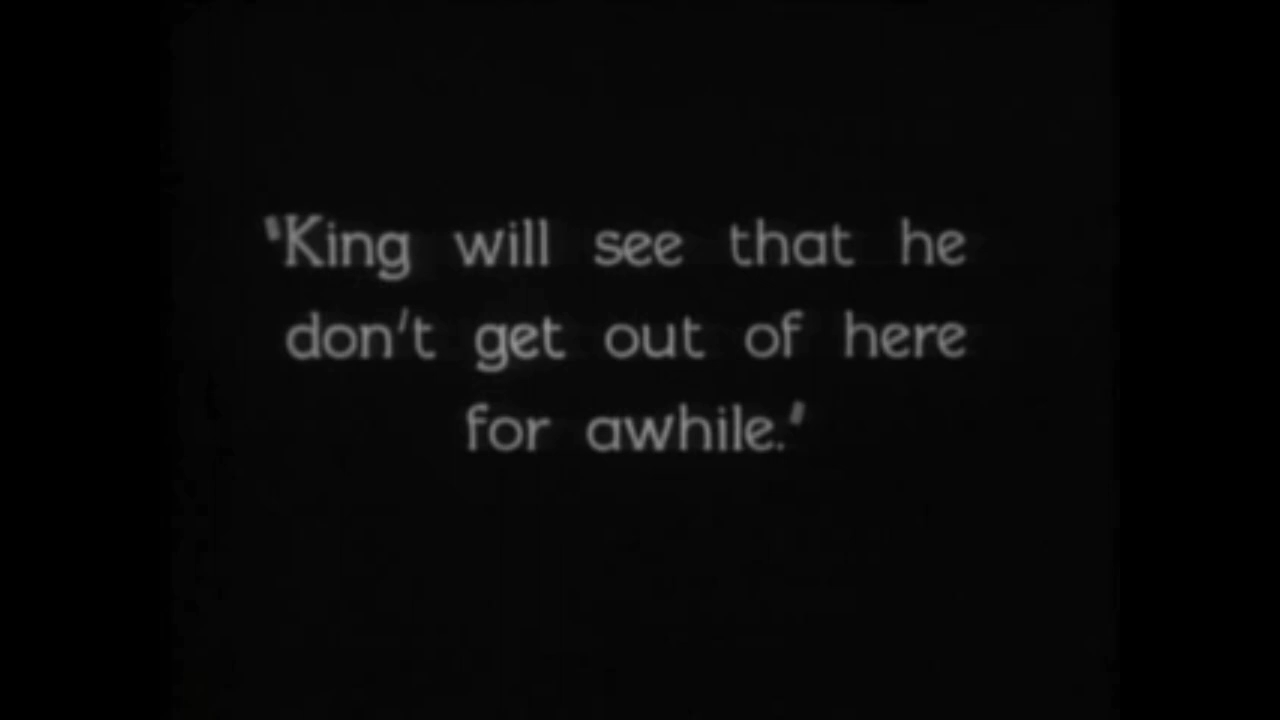 "King will see that he
don't get out of here
for awhile."